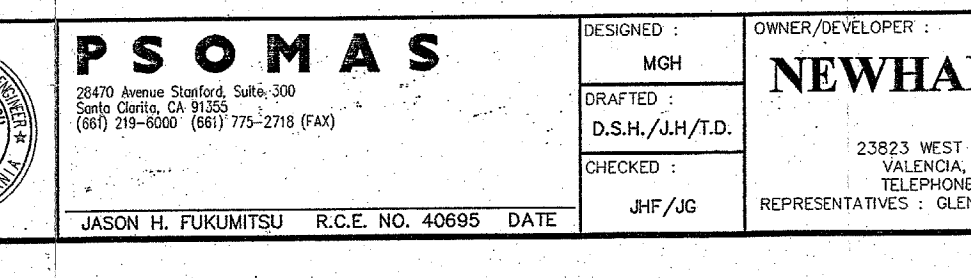 PSOMAS
28470 Avenue Stanford, Suite 300
Santa Clarita, CA 91355
(661) 219-6000 (661) 775-2718 (FAX)
JASON H. FUKUMITSU R.C.E. NO. 40695 DATE
DESIGNED :
MGH
DRAFTED :
D.S.H./J.H/T.D.
CHECKED :
JHF/JG
OWNER/DEVELOPER :
NEWHA
23823 WEST
VALENCIA,
TELEPHONE
REPRESENTATIVES : GLEN
ENGINEER